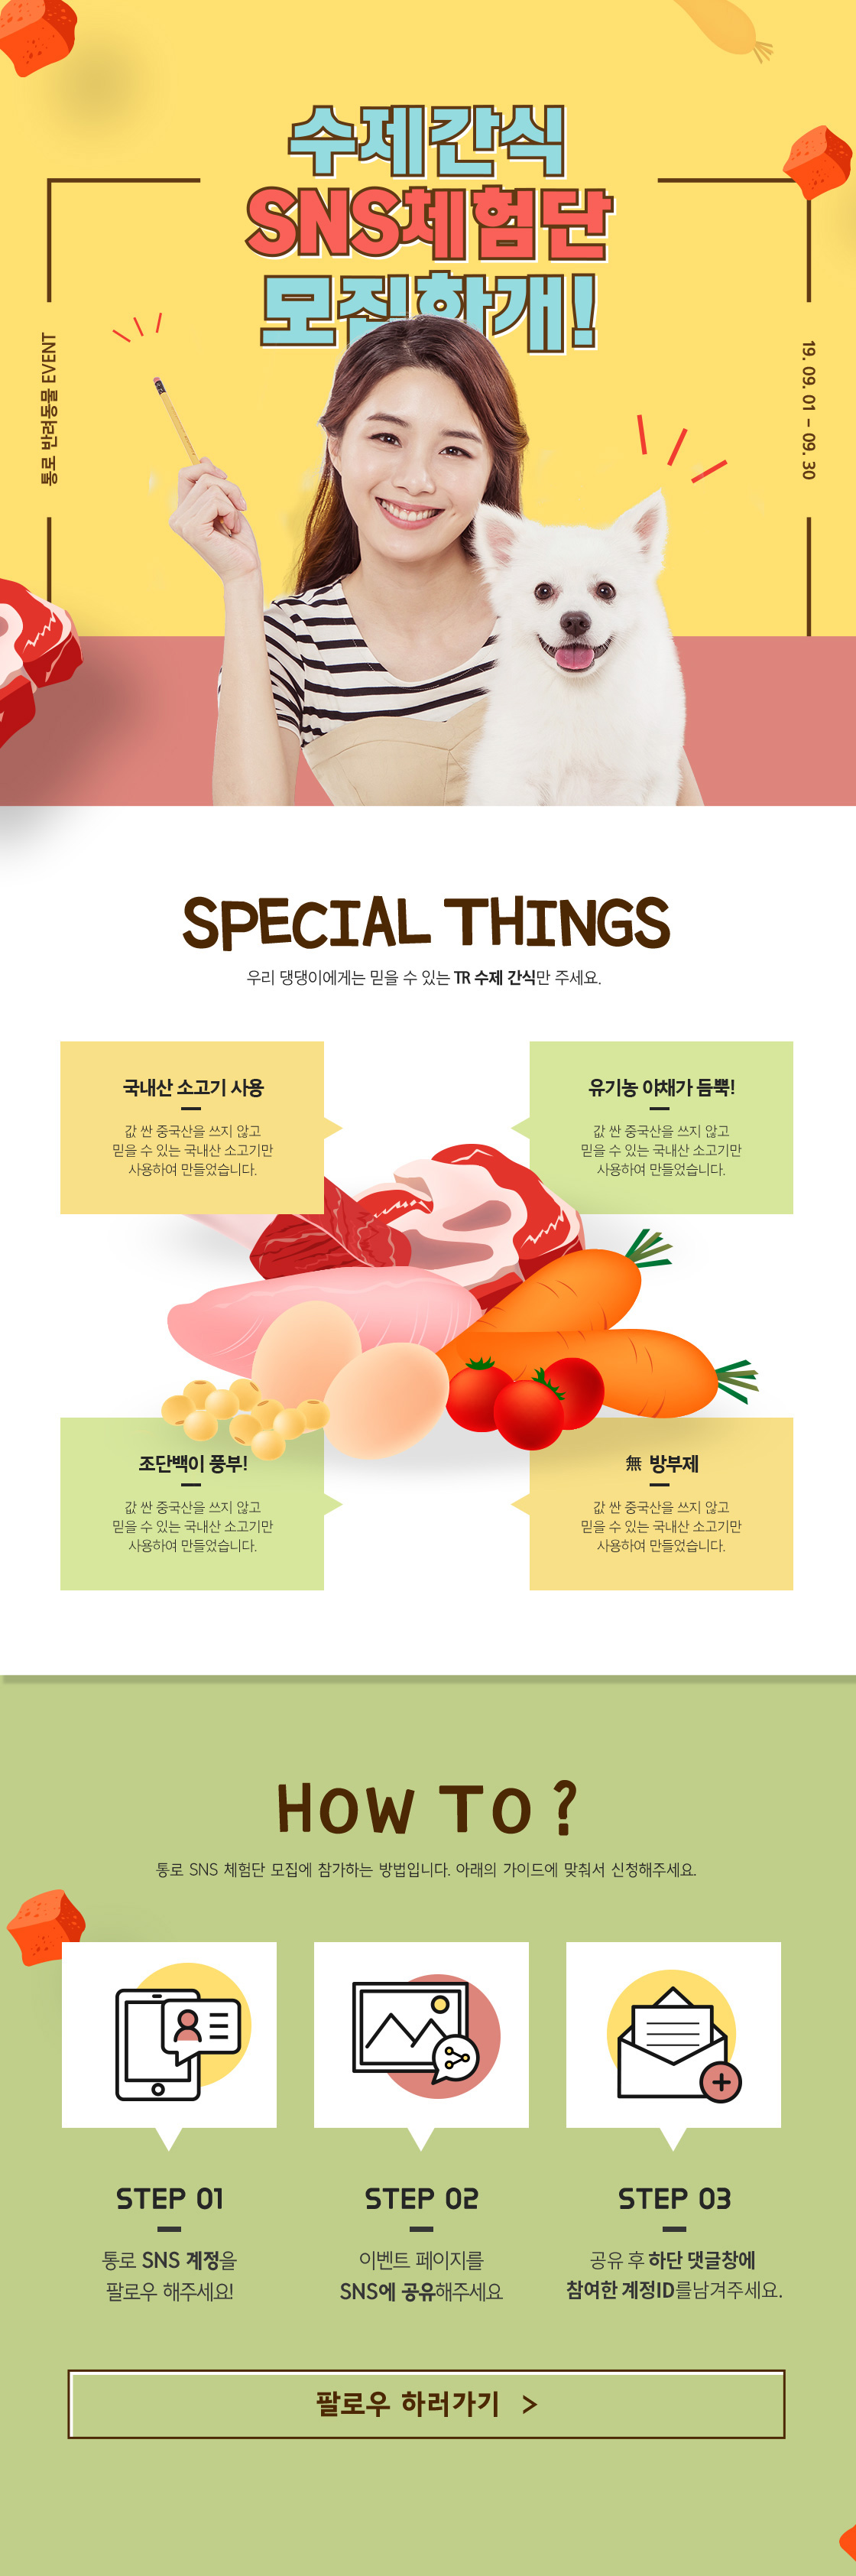 수제간식
SNS체험단
모집한개!
통로 반려동물 EVENT
19. 09. 01 - 09. 30
SPECIAL THINGS
우리 댕댕이에게는 믿을 수 있는 TR 수제 간식만 주세요.
국내산 소고기 사용
값 싼 중국산을 쓰지 않고
믿을 수 있는 국내산 소고기만
사용하여 만들었습니다.
유기농 야채가 듬뿍!
값 싼 중국산을 쓰지 않고
믿을 수 있는 국내산 소고기만
사용하여 만들었습니다.
조단백이 풍부!
값 싼 중국산을 쓰지 않고
믿을 수 있는 국내산 소고기만
사용하여 만들었습니다.
無 방부제
값 싼 중국산을 쓰지 않고
믿을 수 있는 국내산 소고기만
사용하여 만들었습니다.
HOW TO ?
통로 SNS 체험단 모집에 참가하는 방법입니다. 아래의 가이드에 맞춰서 신청해주세요.
STEP 01
통로 SNS 계정을
팔로우 해주세요!
STEP 02
이벤트 페이지를
SNS에 공유해주세요
STEP 03
공유 후 하단 댓글창에
참여한 계정ID를남겨주세요.
팔로우 하러가기 >